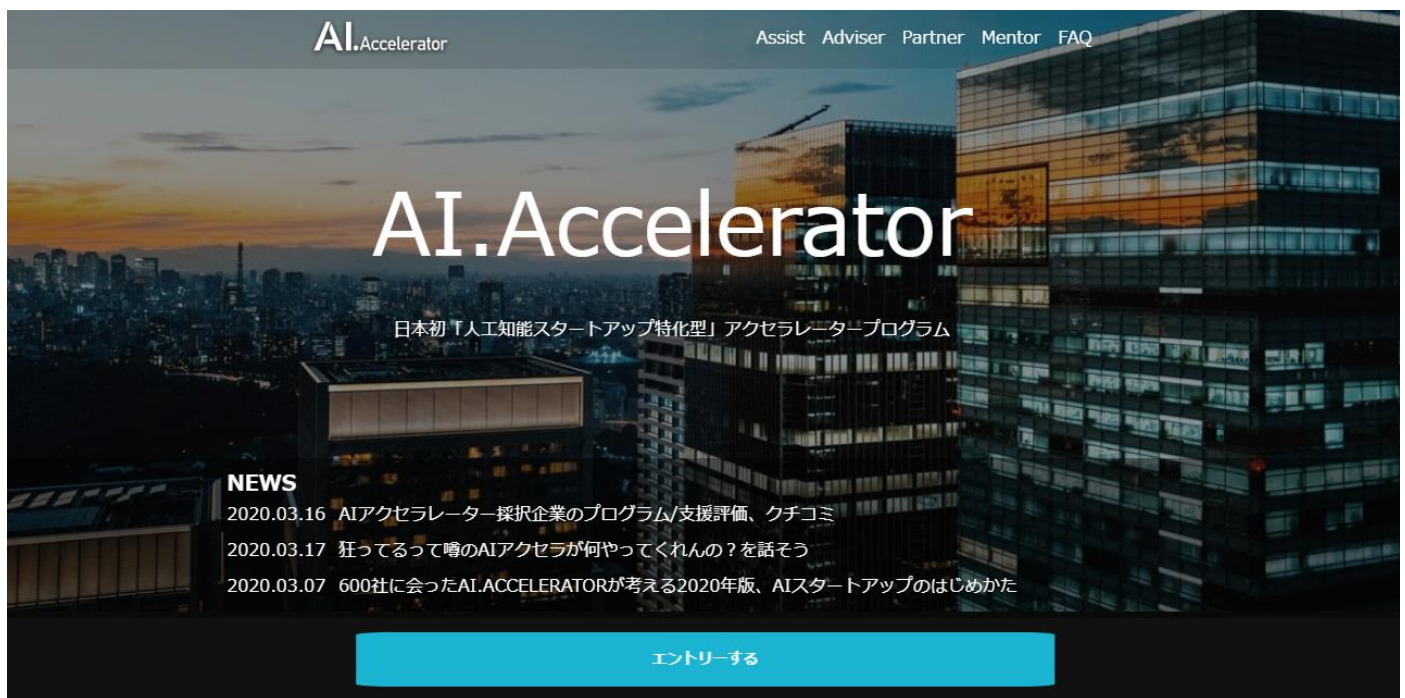 AI.Accelerator
Assist Adviser Partner Mentor FAQ
AI.Accelerator
日本初「人工知能スタートアップ特化型」アクセラレータープログラム
NEWS
2020.03.16 AIアクセラレーター採択企業のプログラム/支援評価、クチコミ
2020.03.17 狂ってるって噂のAIアクセラが何やってくれんの？を話そう
2020.03.07 600社に会ったAI.ACCELERATORが考える2020年版、AIスタートアップのはじめかた
エントリーする